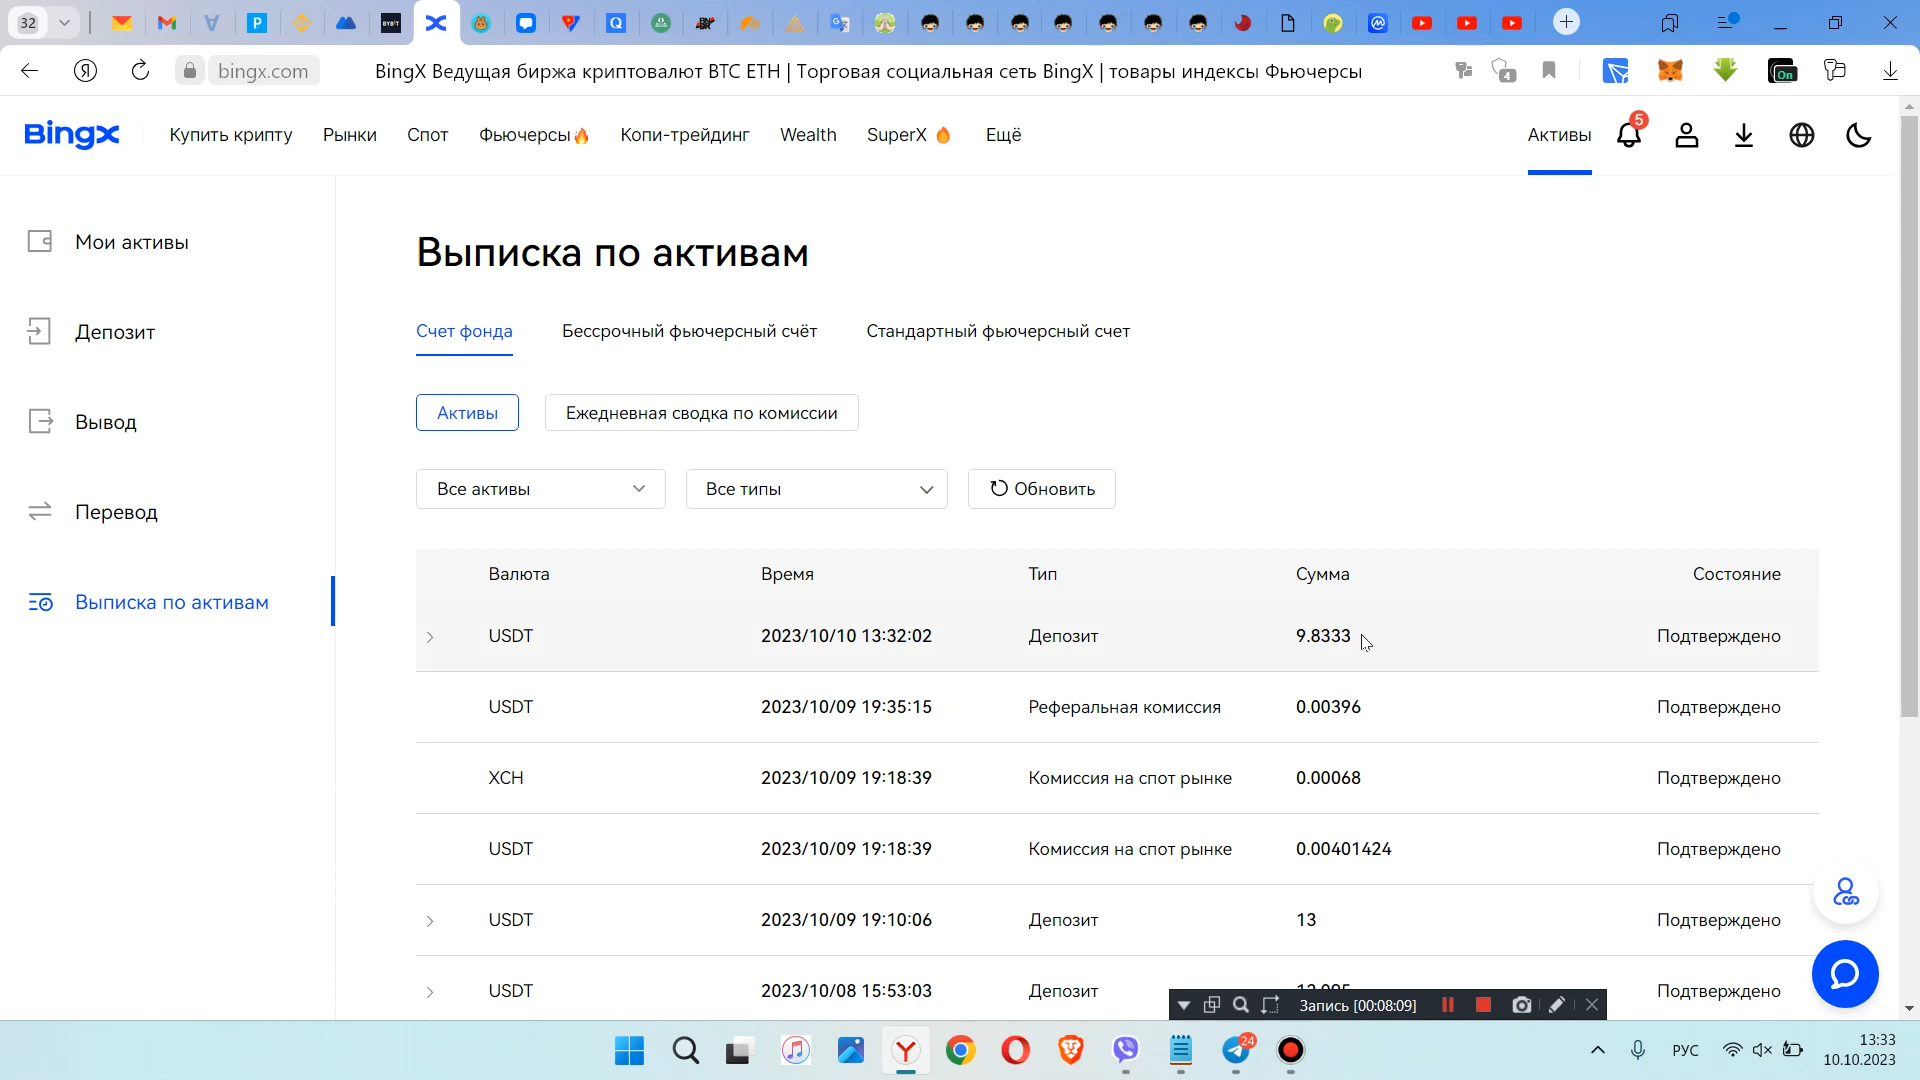 32
bingx.com
BingX Ведущая биржа криптовалют BTC ETH | Торговая социальная сеть BingX | товары индексы Фьючерсы
4
On
BingX
Купить крипту
Рынки
Спот
Фьючерсы
Копи-трейдинг
Wealth
SuperX
Ещё
Активы
5
Мои активы
Депозит
Вывод
Перевод
Выписка по активам
Выписка по активам
Счет фонда
Бессрочный фьючерсный счёт
Стандартный фьючерсный счет
Активы
Ежедневная сводка по комиссии
Все активы
Все типы
Обновить
Валюта Время Тип Сумма Состояние
USDT 2023/10/10 13:32:02 Депозит 9.8333 Подтверждено
USDT 2023/10/09 19:35:15 Реферальная комиссия 0.00396 Подтверждено
XCH 2023/10/09 19:18:39 Комиссия на спот рынке 0.00068 Подтверждено
USDT 2023/10/09 19:18:39 Комиссия на спот рынке 0.00401424 Подтверждено
USDT 2023/10/09 19:10:06 Депозит 13 Подтверждено
USDT 2023/10/08 15:53:03 Депозит Подтверждено
Запись [00:08:09]
24
РУС
13:33
10.10.2023